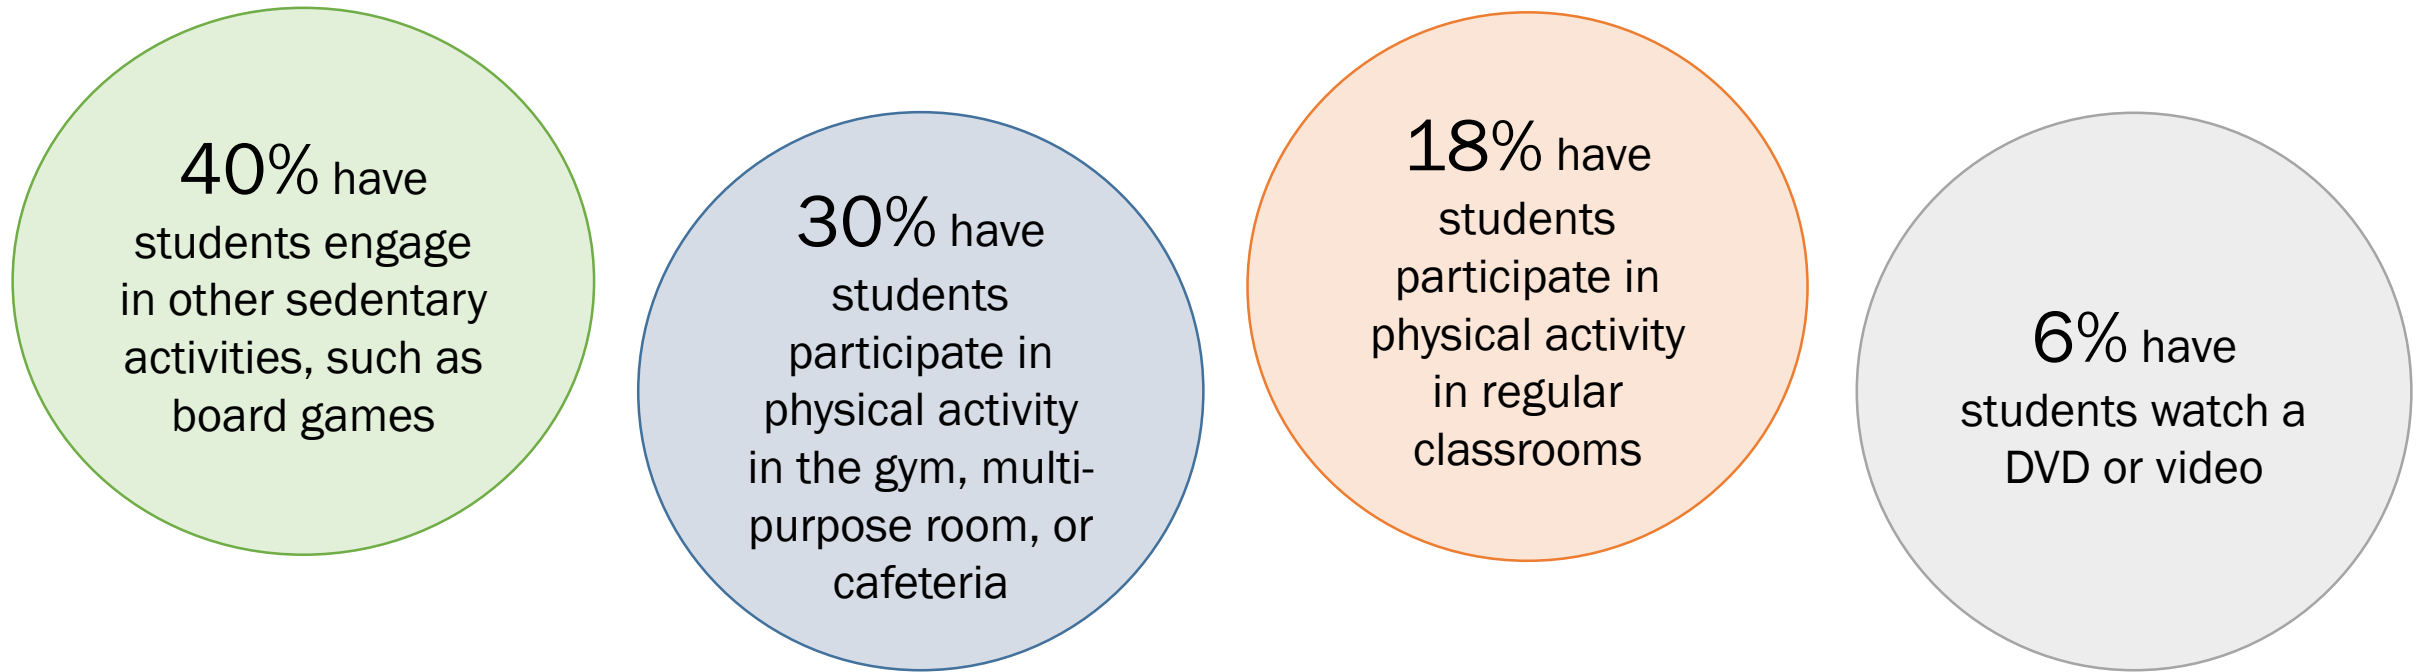 40% have
students engage
in other sedentary
activities, such as
board games
30% have
students
participate in
physical activity
in the gym, multi-
purpose room, or
cafeteria
18% have
students
participate in
physical activity
in regular
classrooms
6% have
students watch a
DVD or video